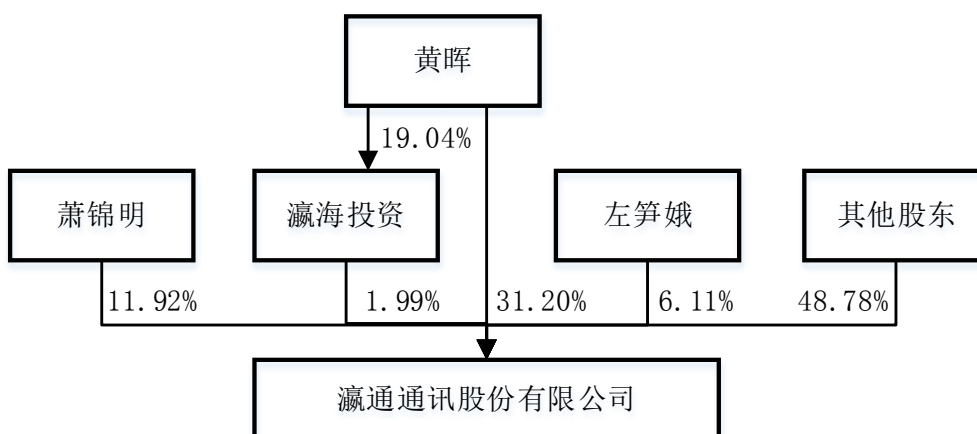 黄晖
19.04%
萧锦明
瀛海投资
左笋娥
其他股东
11.92%
1.99%
31.20%
6.11%
48.78%
瀛通通讯股份有限公司